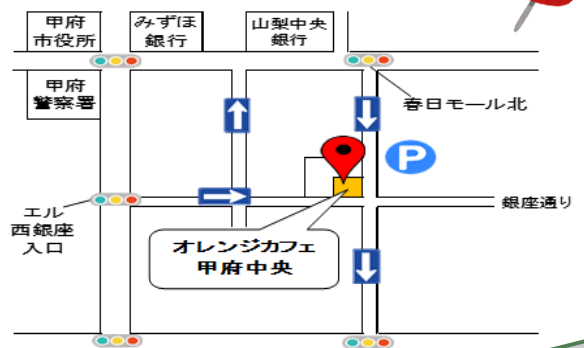 甲府
市役所
みずほ
銀行
山梨中央
銀行
甲府
警察署
春日モール北
P
エル
西銀座
入口
銀座通り
オレンジカフェ
甲府中央